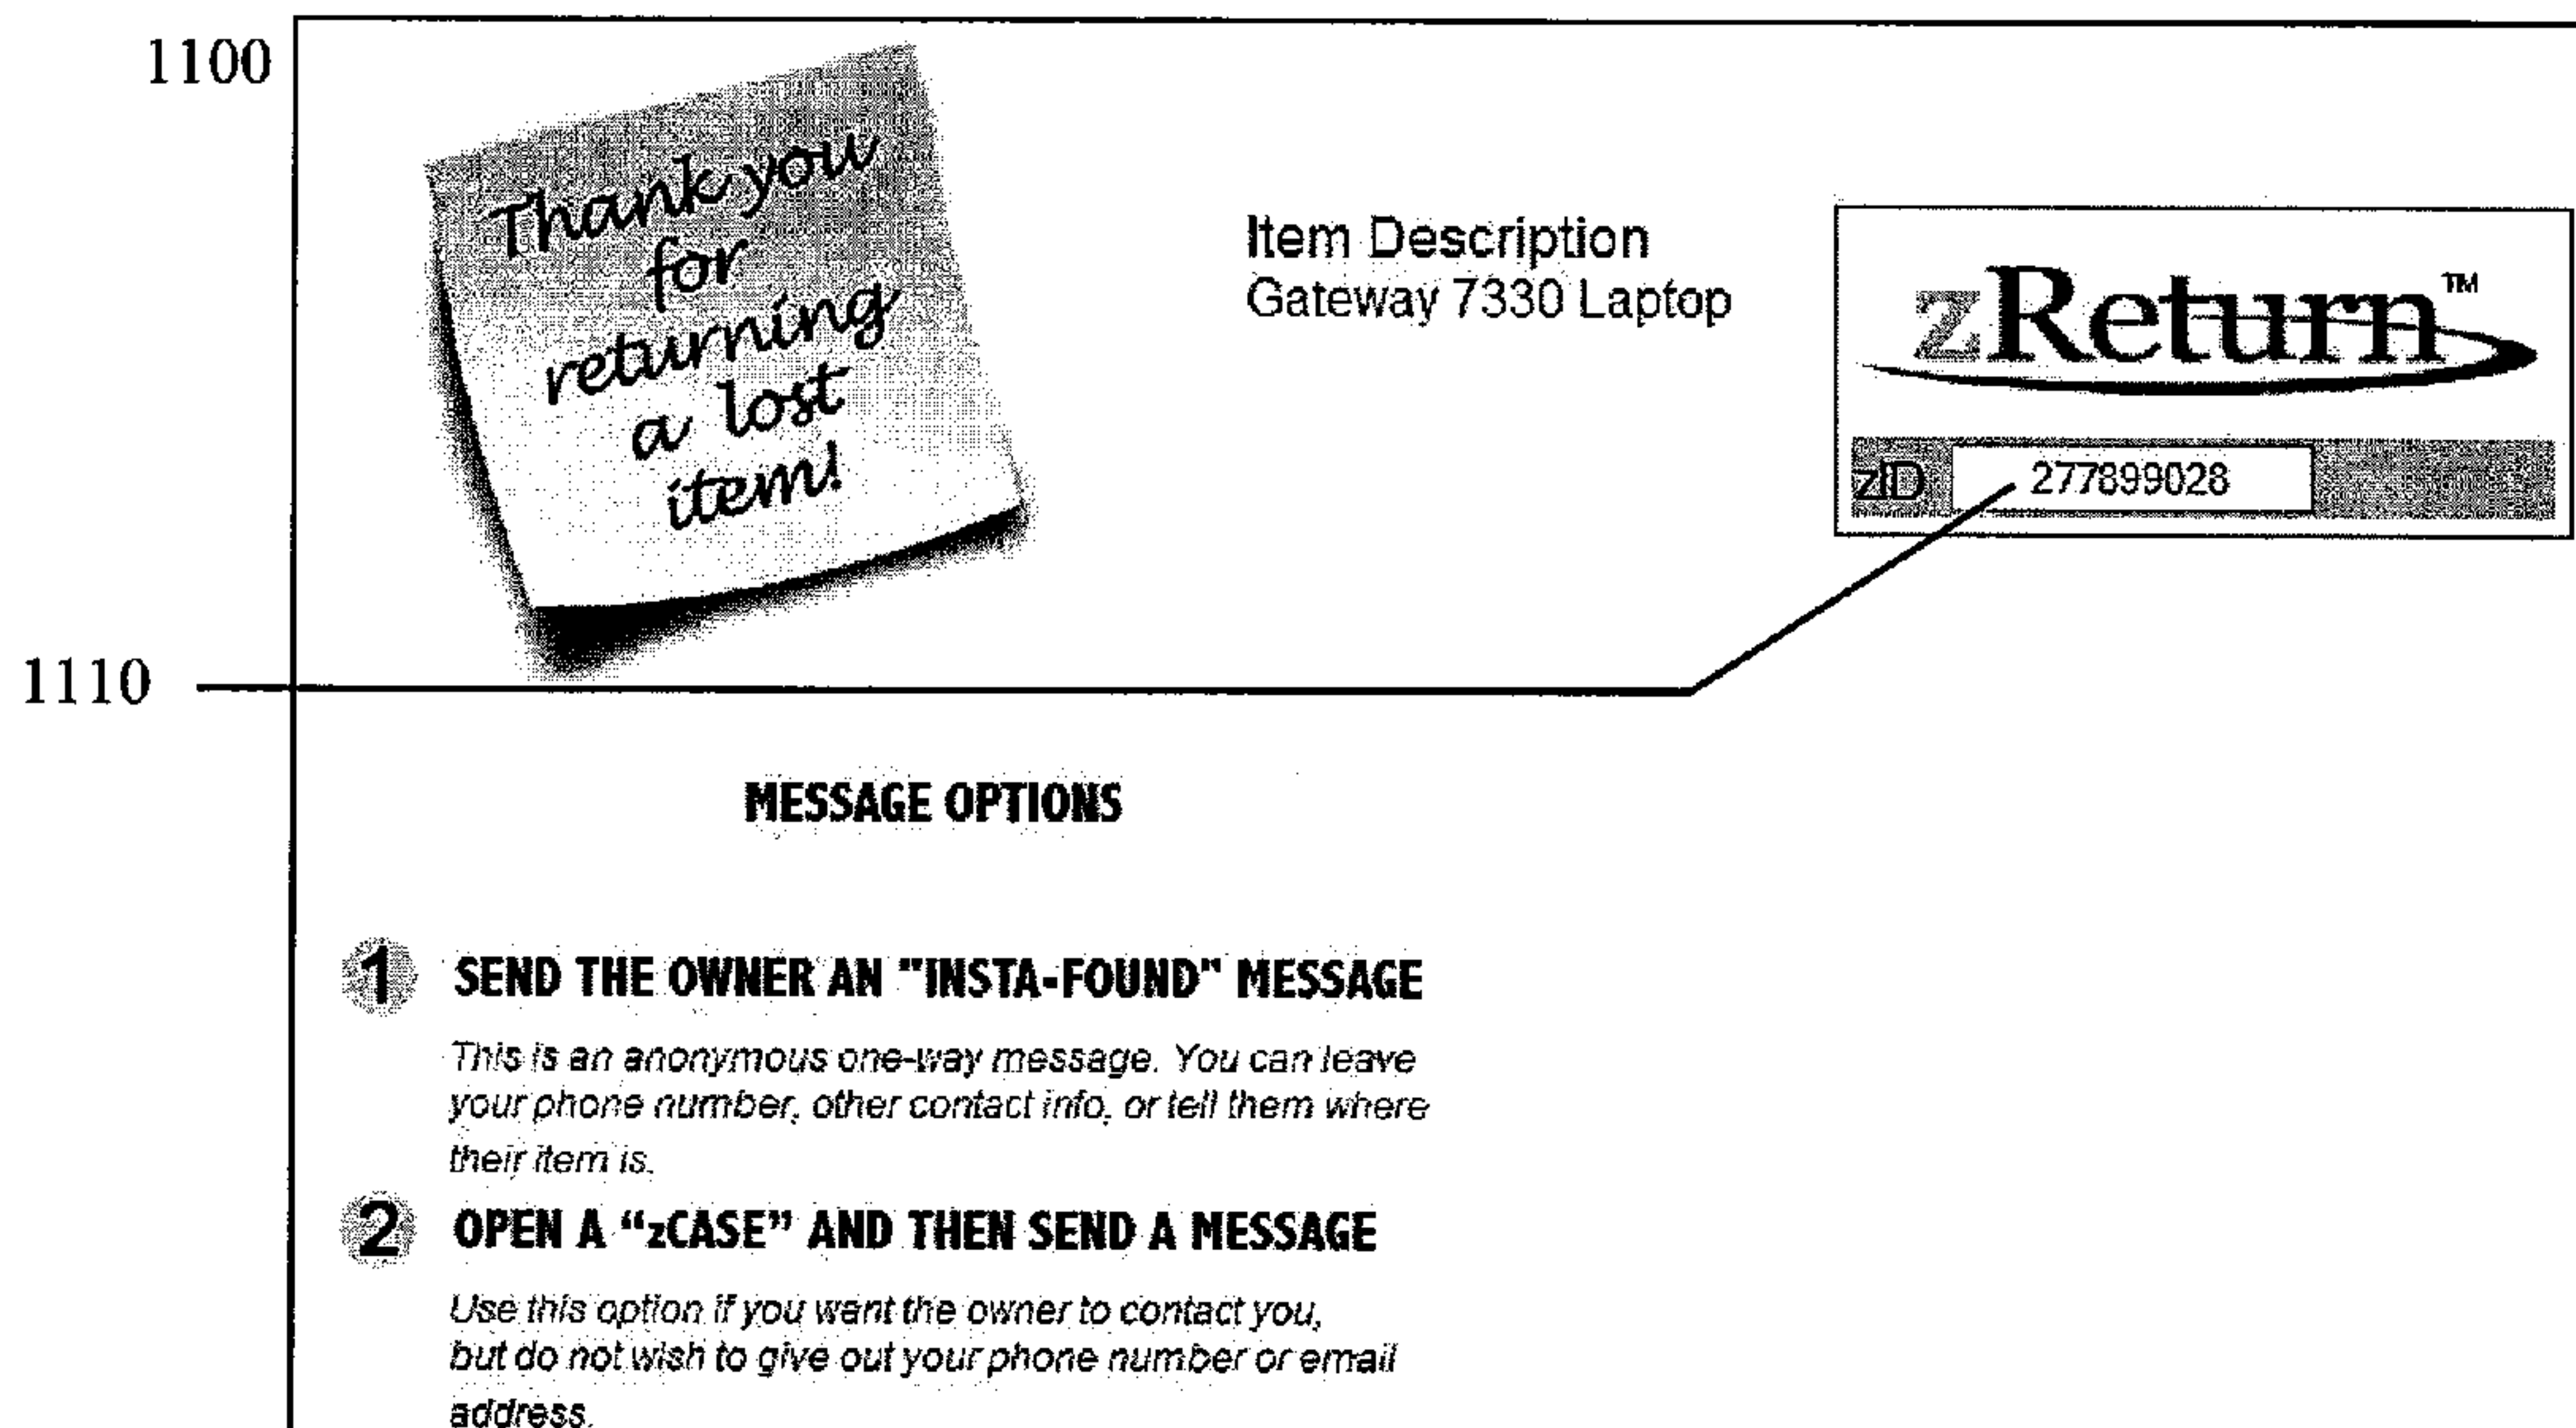 1100
Thank you
for
returning
a lost
item!
Item Description
Gateway 7330 Laptop
zReturn™
zID 277899028
1110
MESSAGE OPTIONS
1 SEND THE OWNER AN "INSTA-FOUND" MESSAGE
This is an anonymous one-way message. You can leave
your phone number, other contact info, or tell them where
their item is.
2 OPEN A “zCASE” AND THEN SEND A MESSAGE
Use this option if you want the owner to contact you,
but do not wish to give out your phone number or email
address.